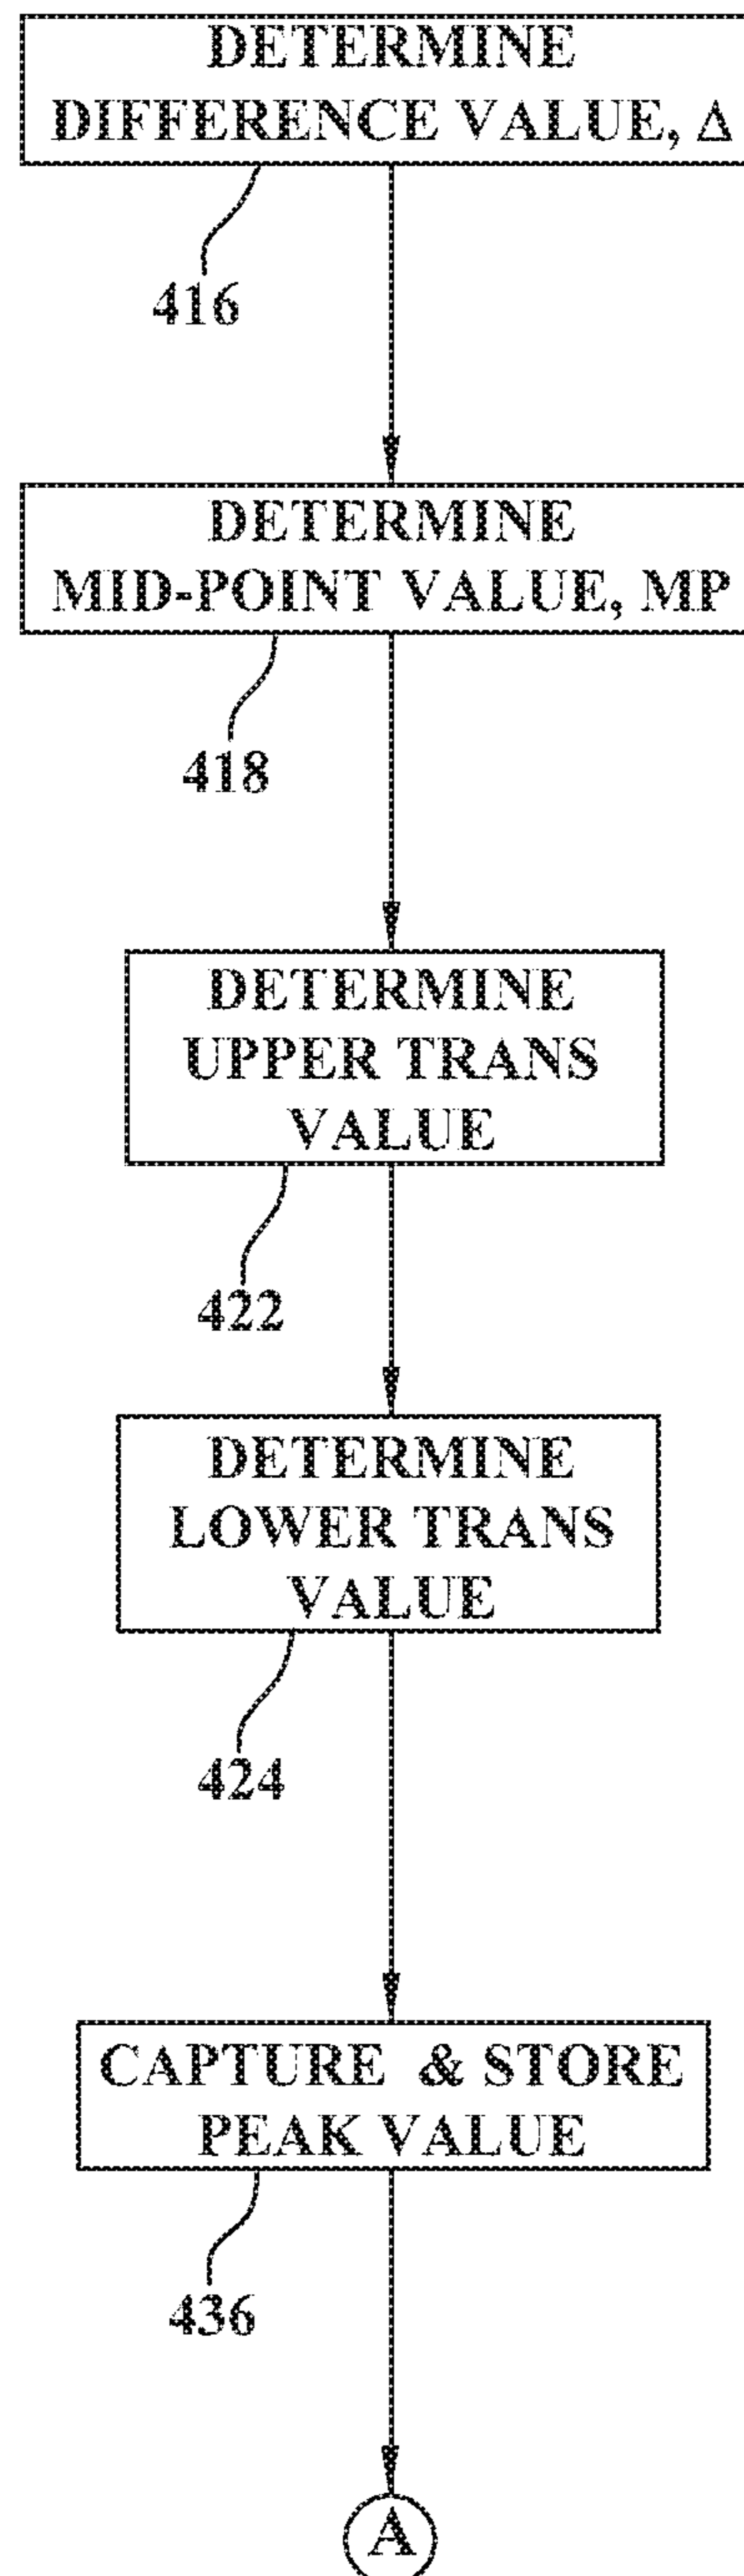 DETERMINE
DIFFERENCE VALUE, Δ
416
DETERMINE
MID-POINT VALUE, MP
418
DETERMINE
UPPER TRANS
VALUE
422
DETERMINE
LOWER TRANS
VALUE
424
CAPTURE & STORE
PEAK VALUE
436
A